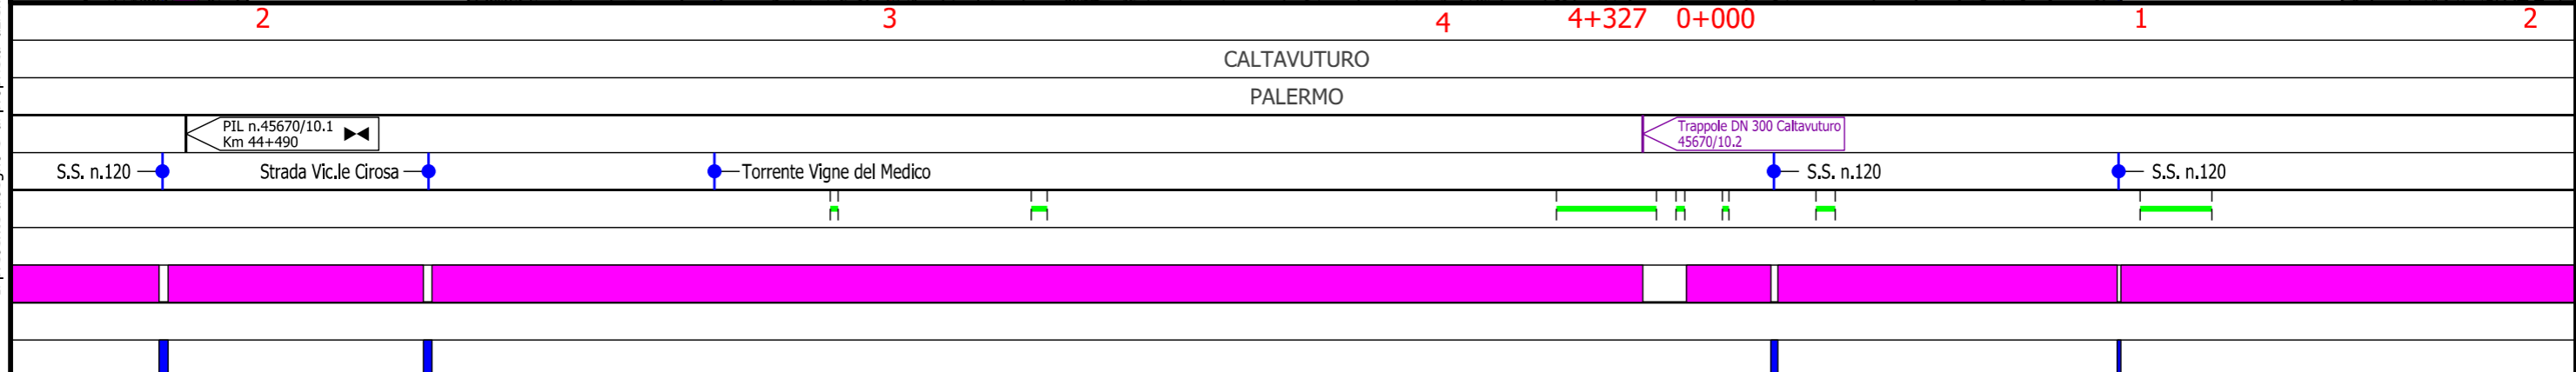 2 3 4 4+327 0+000 1 2
CALTAVUTURO
PALERMO
PIL n.45670/10.1
Km 44+490
Trappole DN 300 Caltavuturo
45670/10.2
S.S. n.120 Strada Vic.le Cirosa Torrente Vigne del Medico S.S. n.120 S.S. n.120